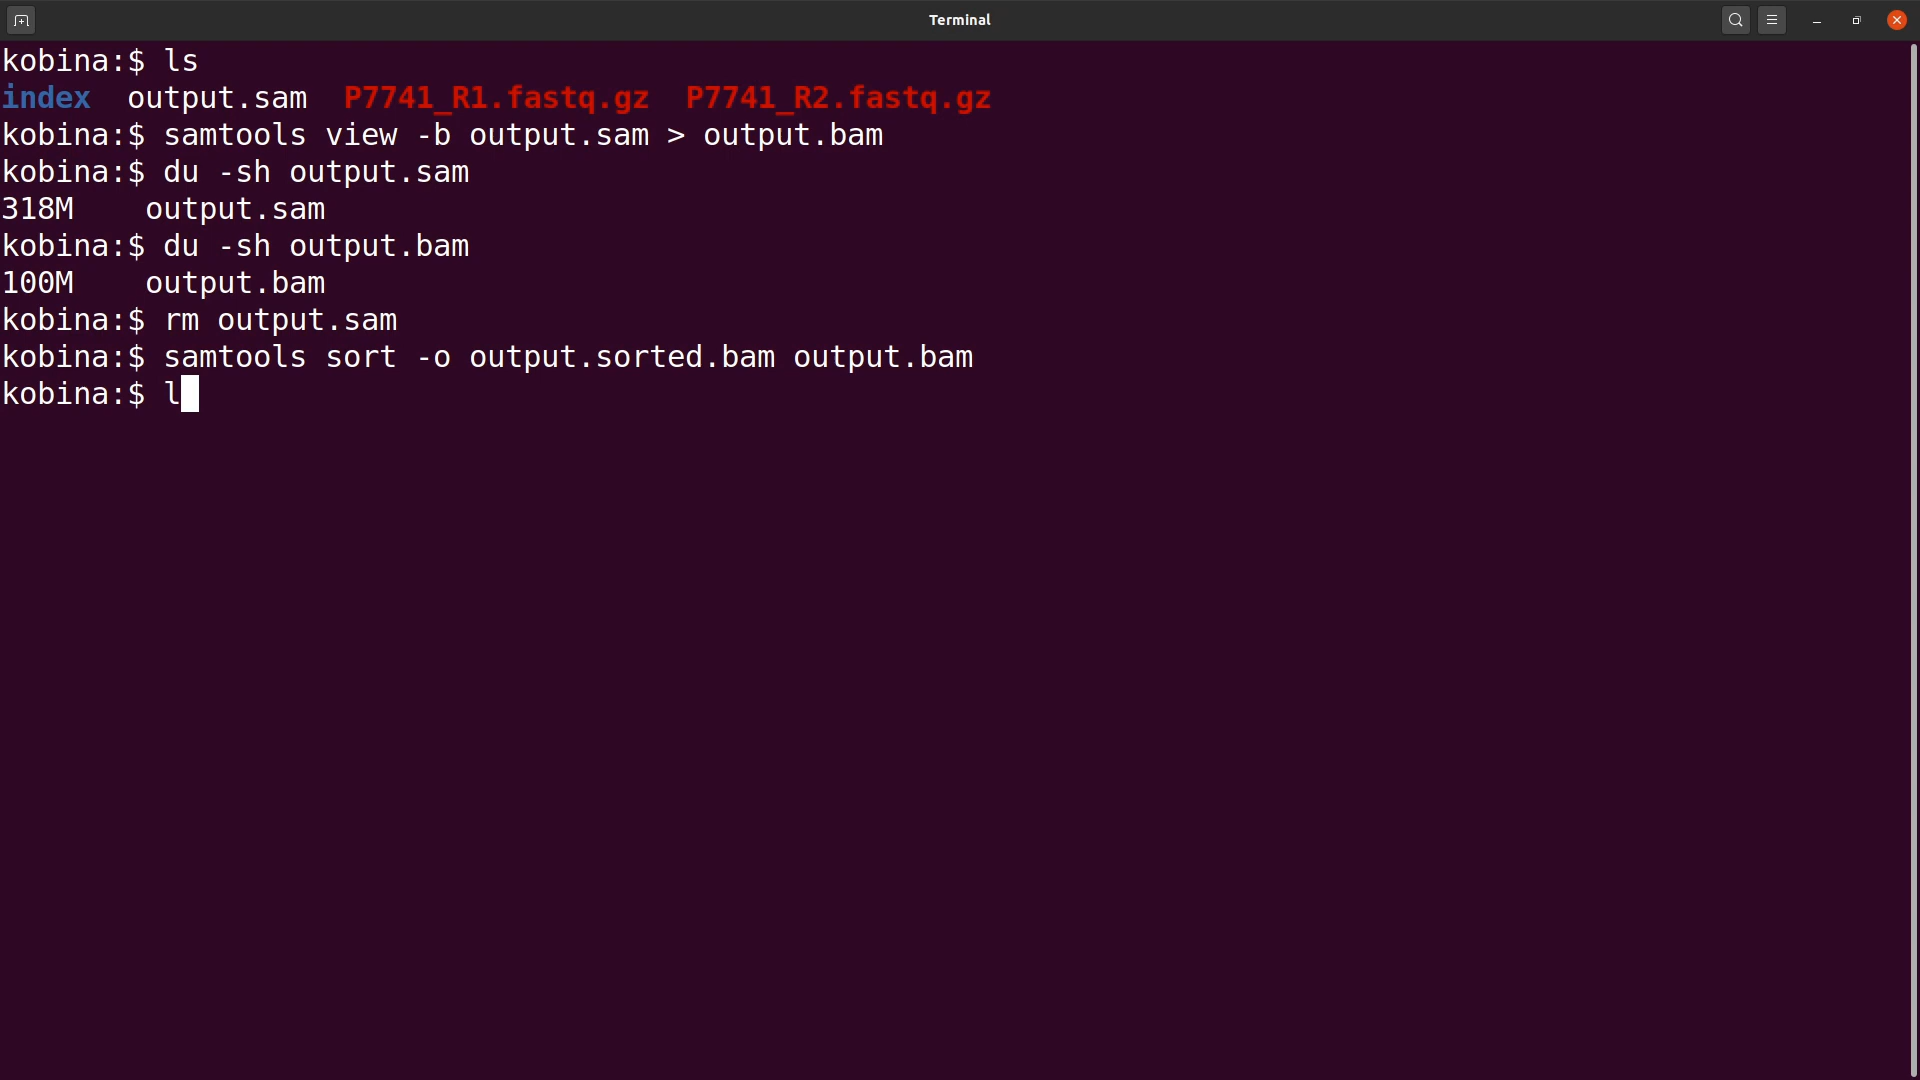 Terminal
kobina:$ ls
index  output.sam  P7741_R1.fastq.gz  P7741_R2.fastq.gz
kobina:$ samtools view -b output.sam > output.bam
kobina:$ du -sh output.sam
318M    output.sam
kobina:$ du -sh output.bam
100M    output.bam
kobina:$ rm output.sam
kobina:$ samtools sort -o output.sorted.bam output.bam
kobina:$ l